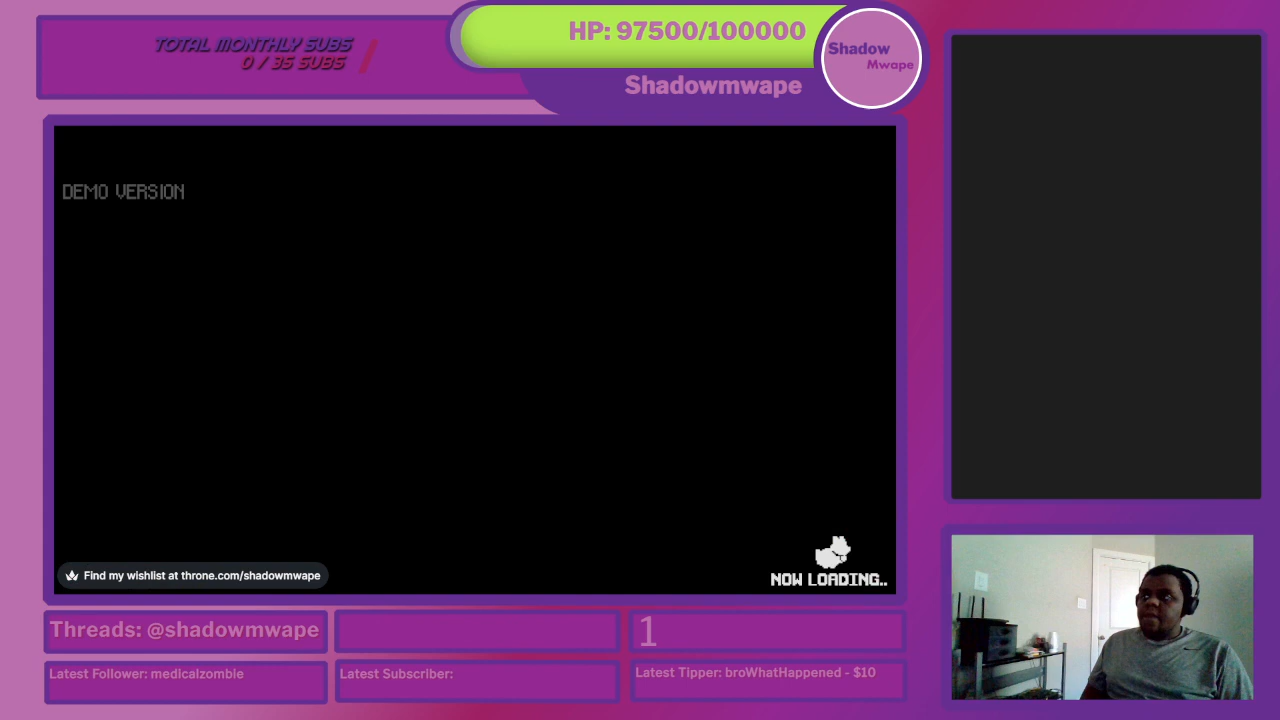 TOTAL MONTHLY SUBS
0 / 35 SUBS
HP: 97500/100000
Shadowmwape
Shadow
Mwape
DEMO VERSION
Find my wishlist at throne.com/shadowmwape
NOW LOADING..
Threads: @shadowmwape
1
Latest Follower: medicalzombie
Latest Subscriber:
Latest Tipper: broWhatHappened - $10